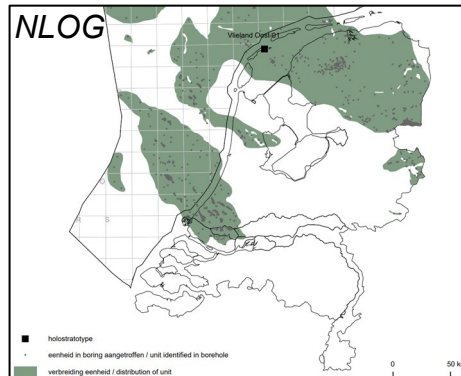 NLOG
Vlieland Oost-01
S
holostratotype
eenheid in boring aangetroffen / unit identified in borehole
verbreiding eenheid / distribution of unit
0 50 k